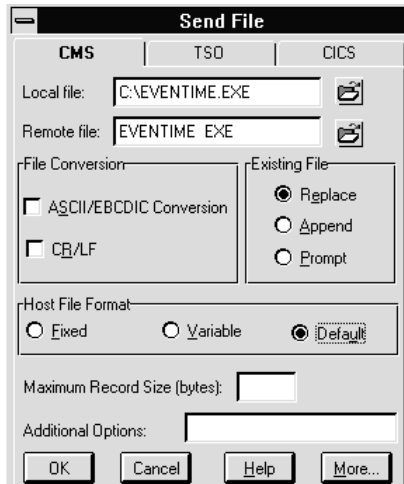 Send File
CMS TSO CICS
Local file: C:\EVENTIME.EXE
Remote file: EVENTIME EXE
File Conversion Existing File
ASCII/EBCDIC Conversion Replace
CR/LF Append
Prompt
Host File Format
Fixed Variable Default
Maximum Record Size (bytes):
Additional Options:
OK Cancel Help More...